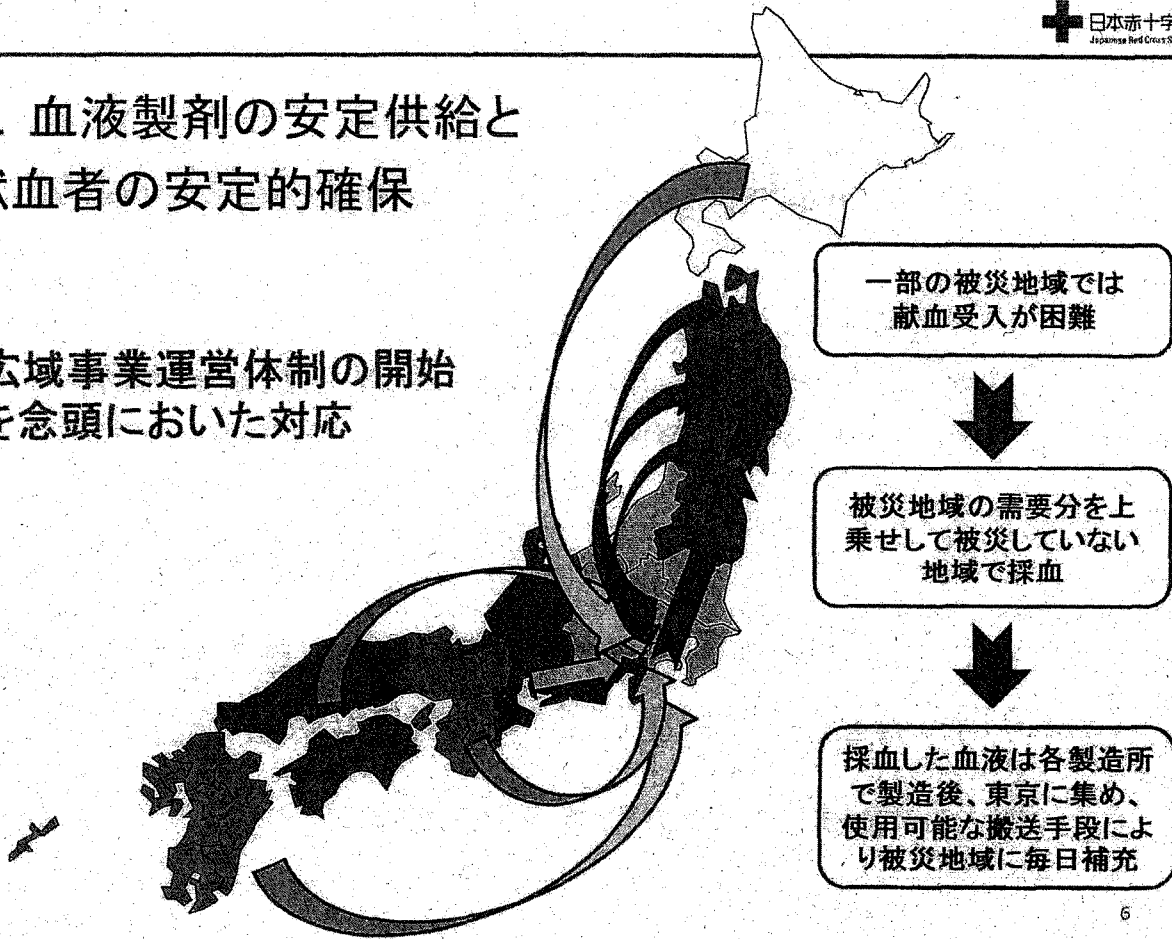 日本赤十字
Japanese Red Cross S
血液製剤の安定供給と
血者の安定的確保
広域事業運営体制の開始
を念頭においた対応
一部の被災地域では
献血受入が困難
被災地域の需要分を上
乗せして被災していない
地域で採血
採血した血液は各製造所
で製造後、東京に集め、
使用可能な搬送手段によ
り被災地域に毎日補充
6